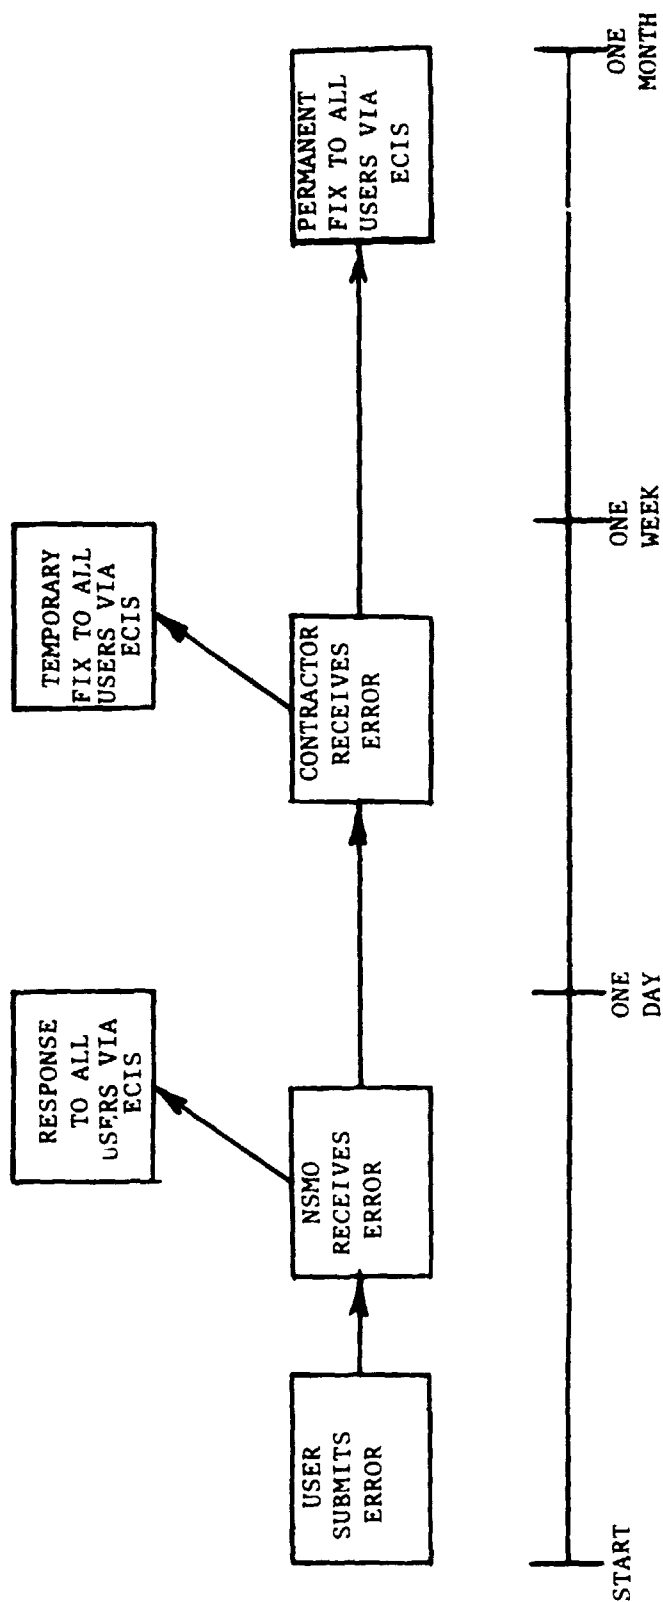 RESPONSE
TO ALL
USERS VIA
ECIS
TEMPORARY
FIX TO ALL
USERS VIA
ECIS
USER
SUBMITS
ERROR
NSMO
RECEIVES
ERROR
CONTRACTOR
RECEIVES
ERROR
PERMANENT
FIX TO ALL
USERS VIA
ECIS
START
ONE
DAY
ONE
WEEK
ONE
MONTH